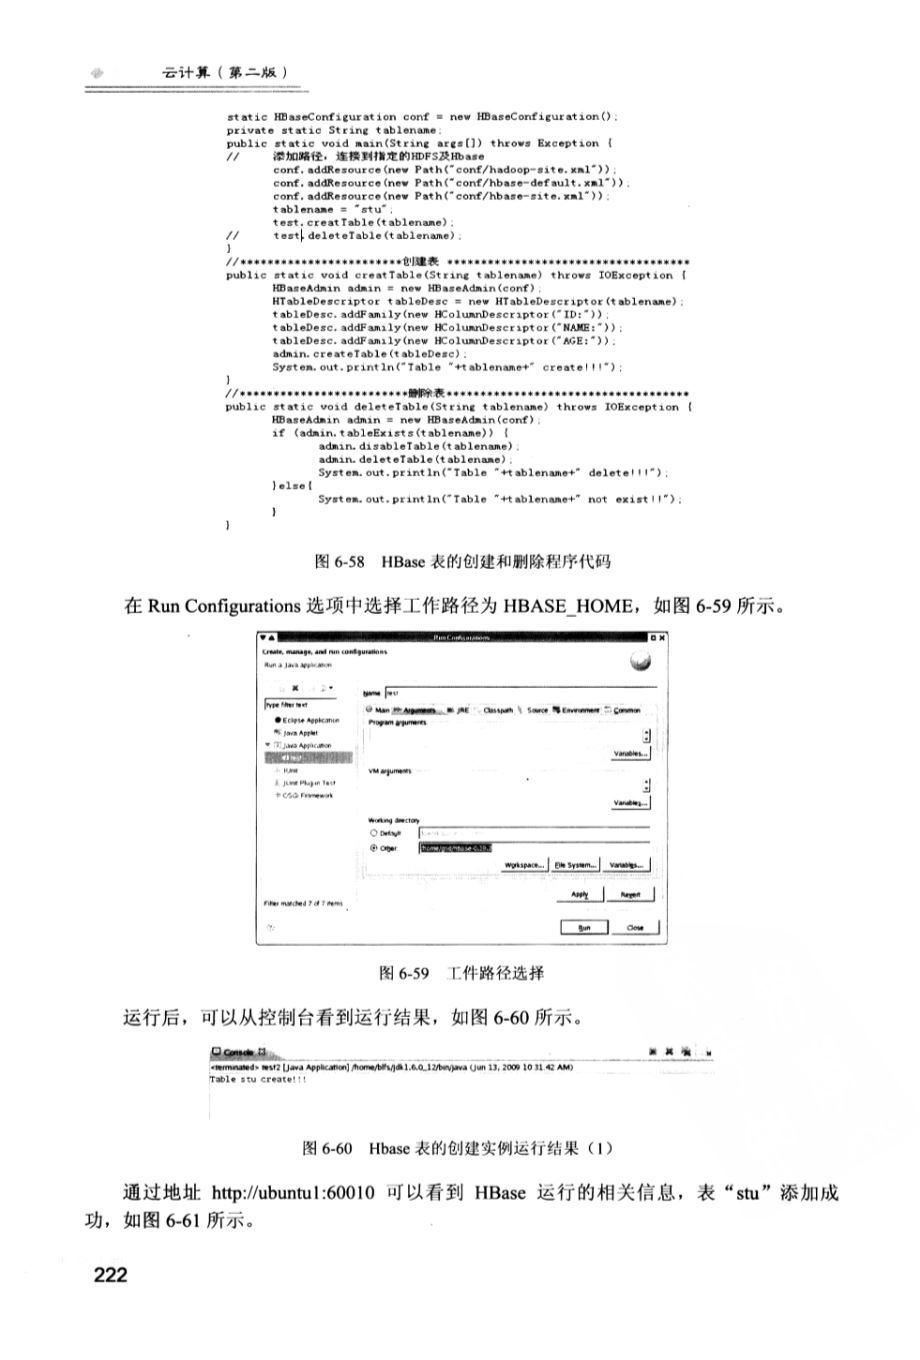 云计算（第二版）
static HBaseConfiguration conf = new HBaseConfiguration();
private static String tablename;
public static void main(String args[]) throws Exception {
// 添加路径，连接到指定的HDFS及Hbase
conf.addResource(new Path("conf/hadoop-site.xml"));
conf.addResource(new Path("conf/hbase-default.xml"));
conf.addResource(new Path("conf/hbase-site.xml"));
tablename = "stu";
test.creatTable(tablename);
// test.deleteTable(tablename);
}
//************************创建表 ************************************
public static void creatTable(String tablename) throws IOException {
HBaseAdmin admin = new HBaseAdmin(conf);
HTableDescriptor tableDesc = new HTableDescriptor(tablename);
tableDesc.addFamily(new HColumnDescriptor("ID:"));
tableDesc.addFamily(new HColumnDescriptor("NAME:"));
tableDesc.addFamily(new HColumnDescriptor("AGE:"));
admin.createTable(tableDesc);
System.out.println("Table "+tablename+" create!!!");
}
//*************************删除表************************************
public static void deleteTable(String tablename) throws IOException {
HBaseAdmin admin = new HBaseAdmin(conf);
if (admin.tableExists(tablename)) {
admin.disableTable(tablename);
admin.deleteTable(tablename);
System.out.println("Table "+tablename+" delete!!!");
}else{
System.out.println("Table "+tablename+" not exist!!");
}
}
图 6-58 HBase 表的创建和删除程序代码
在 Run Configurations 选项中选择工作路径为 HBASE_HOME，如图 6-59 所示。
Run Configurations
Create, manage, and run configurations
Run a Java application
type filter text
Eclipse Application
Java Applet
Java Application
JUnit
JUnit Plug-in Test
OSGi Framework
Filter matched 7 of 7 items
Name test
Main Arguments JRE Classpath Source Environment Common
Program arguments
Variables...
VM arguments
Variables...
Working directory
Default
Other
Workspace... File System... Variables...
Apply Revert
Run Close
图 6-59 工件路径选择
运行后，可以从控制台看到运行结果，如图 6-60 所示。
Console
<terminated> test2 [Java Application] /home/blfs/jdk1.6.0_12/bin/java (Jun 13, 2009 10:31:42 AM)
Table stu create!!!
图 6-60 Hbase 表的创建实例运行结果（1）
通过地址 http://ubuntu1:60010 可以看到 HBase 运行的相关信息，表“stu”添加成
功，如图 6-61 所示。
222